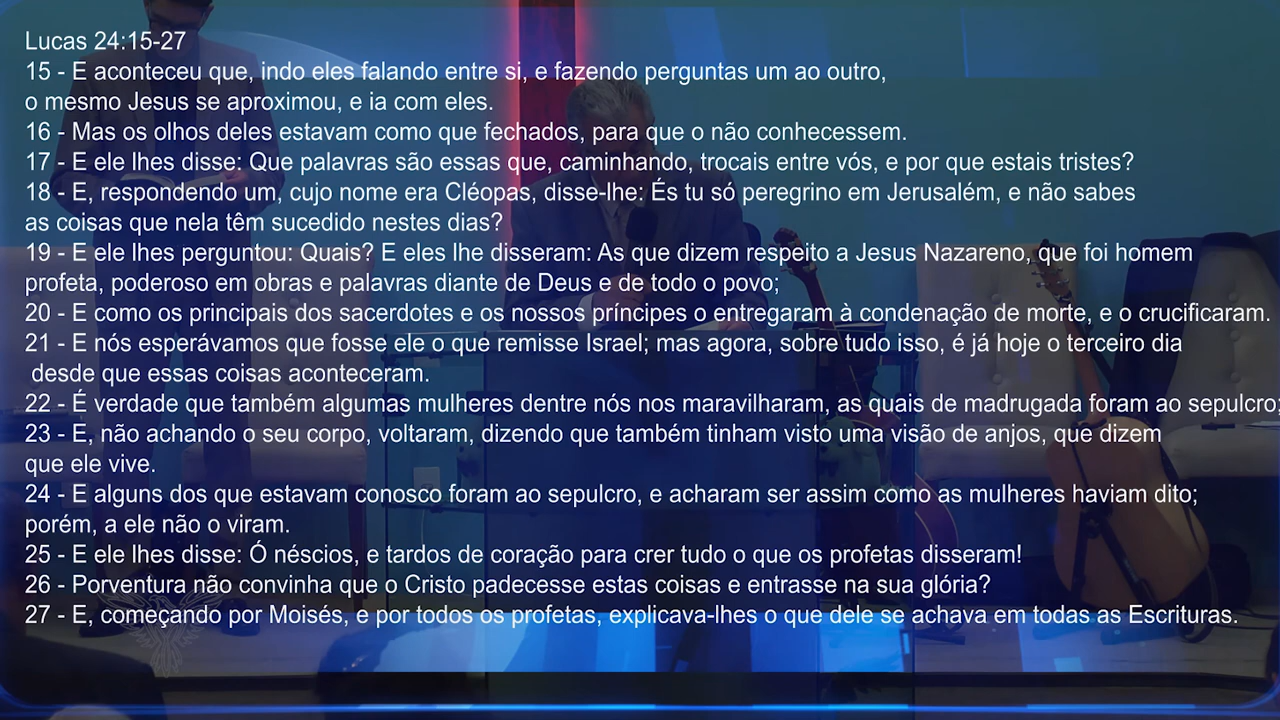 Lucas 24:15-27
15 - E aconteceu que, indo eles falando entre si, e fazendo perguntas um ao outro,
o mesmo Jesus se aproximou, e ia com eles.
16 - Mas os olhos deles estavam como que fechados, para que o não conhecessem.
17 - E ele lhes disse: Que palavras são essas que, caminhando, trocais entre vós, e por que estais tristes?
18 - E, respondendo um, cujo nome era Cléopas, disse-lhe: És tu só peregrino em Jerusalém, e não sabes
as coisas que nela têm sucedido nestes dias?
19 - E ele lhes perguntou: Quais? E eles lhe disseram: As que dizem respeito a Jesus Nazareno, que foi homem
profeta, poderoso em obras e palavras diante de Deus e de todo o povo;
20 - E como os principais dos sacerdotes e os nossos príncipes o entregaram à condenação de morte, e o crucificaram.
21 - E nós esperávamos que fosse ele o que remisse Israel; mas agora, sobre tudo isso, é já hoje o terceiro dia
desde que essas coisas aconteceram.
22 - É verdade que também algumas mulheres dentre nós nos maravilharam, as quais de madrugada foram ao sepulcro;
23 - E, não achando o seu corpo, voltaram, dizendo que também tinham visto uma visão de anjos, que dizem
que ele vive.
24 - E alguns dos que estavam conosco foram ao sepulcro, e acharam ser assim como as mulheres haviam dito;
porém, a ele não o viram.
25 - E ele lhes disse: Ó néscios, e tardos de coração para crer tudo o que os profetas disseram!
26 - Porventura não convinha que o Cristo padecesse estas coisas e entrasse na sua glória?
27 - E, começando por Moisés, e por todos os profetas, explicava-lhes o que dele se achava em todas as Escrituras.